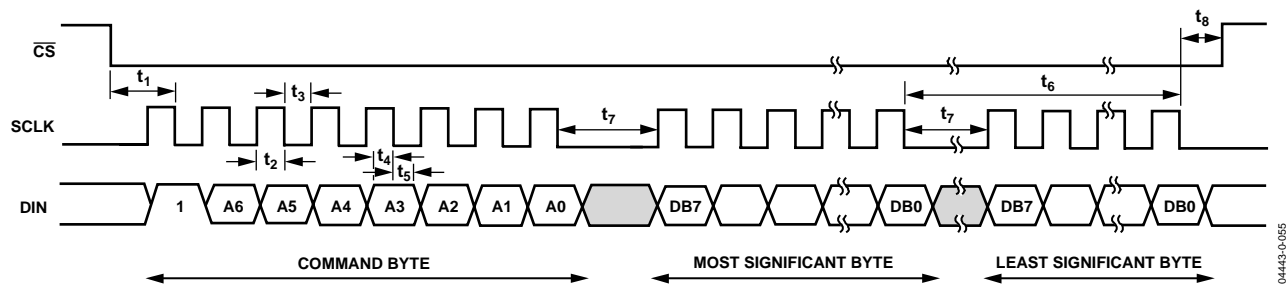 t8
CS
t1
t6
t3
SCLK
t7
t7
t2
t4
t5
DIN
1 A6 A5 A4 A3 A2 A1 A0 DB7 DB0 DB7 DB0
COMMAND BYTE
MOST SIGNIFICANT BYTE
LEAST SIGNIFICANT BYTE
04443-0-055